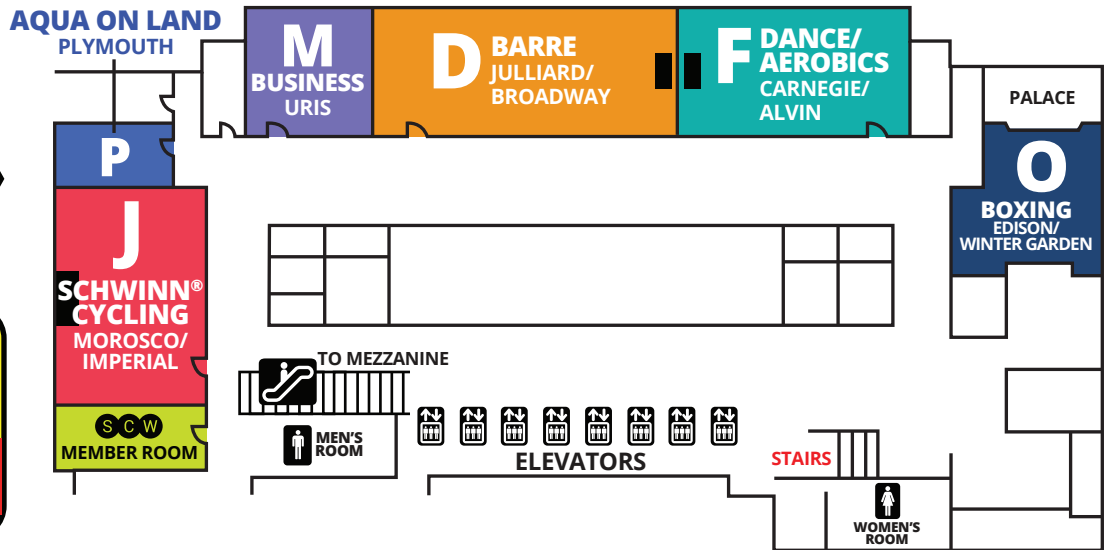 AQUA ON LAND
PLYMOUTH
P
M
BUSINESS
URIS
D
BARRE
JULLIARD/
BROADWAY
F
DANCE/
AEROBICS
CARNEGIE/
ALVIN
PALACE
O
BOXING
EDISON/
WINTER GARDEN
J
SCHWINN®
CYCLING
MOROSCO/
IMPERIAL
SCW
MEMBER ROOM
TO MEZZANINE
MEN'S
ROOM
ELEVATORS
STAIRS
WOMEN'S
ROOM